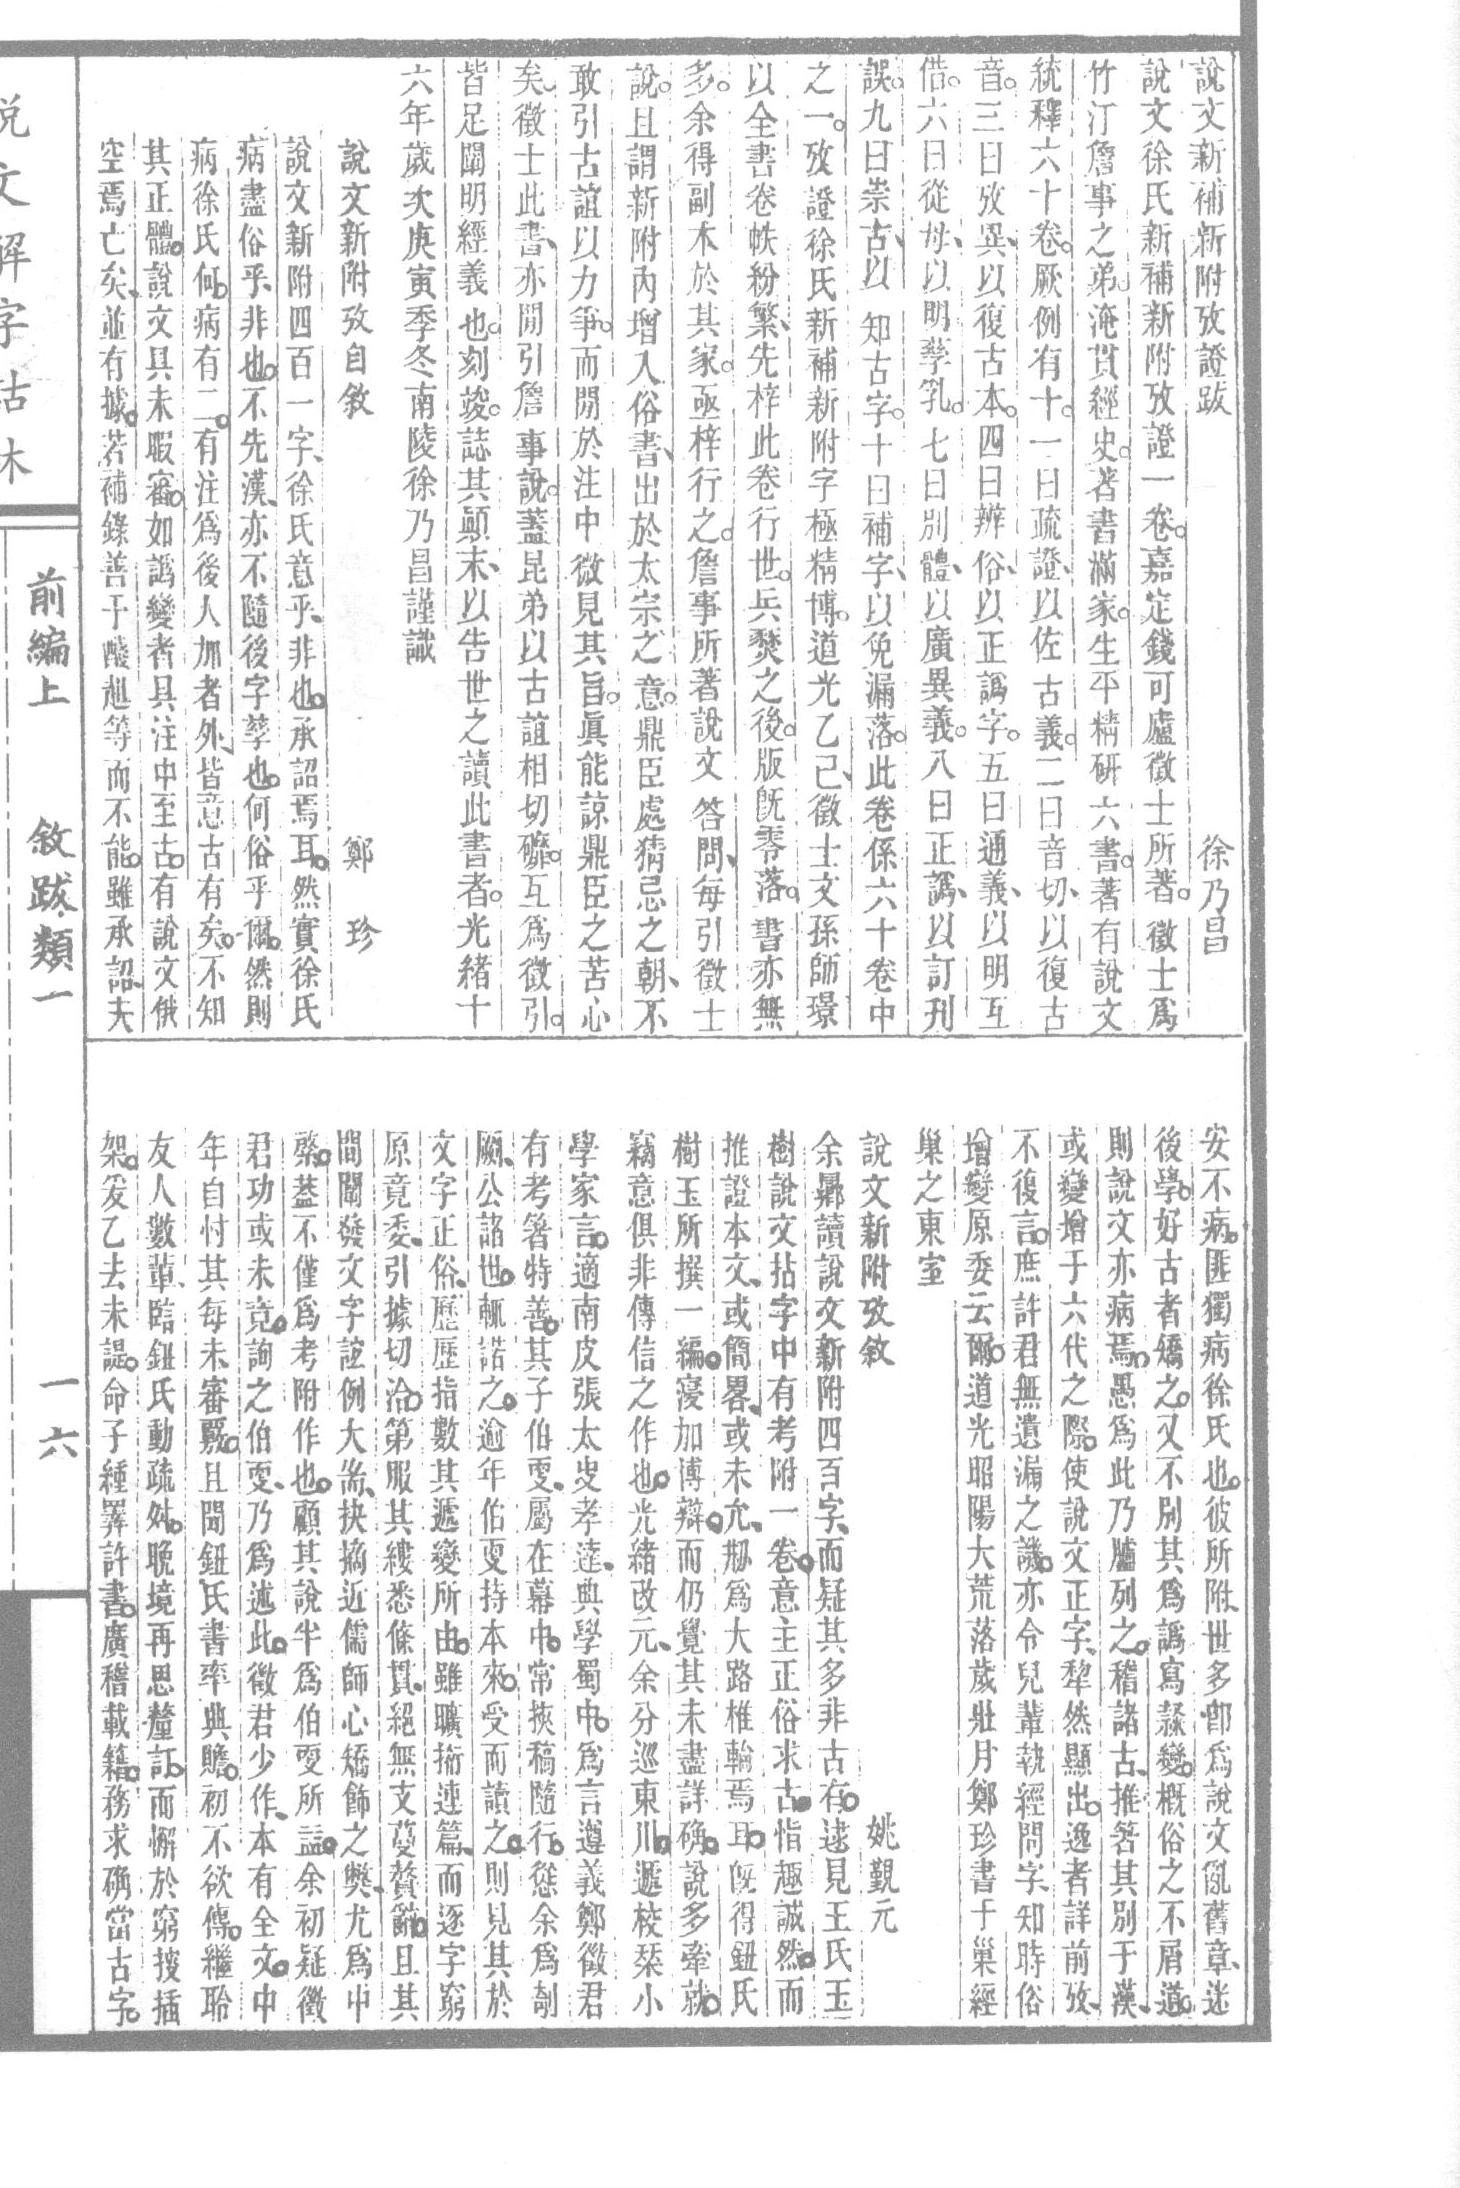 說文新補新附攷證跋 徐乃昌
說文徐氏新補新附攷證一卷。嘉定錢可廬徵士所著。徵士爲
竹汀詹事之弟。淹貫經史。著書滿家。生平精研六書。著有說文
統釋六十卷。厥例有十。一曰疏證、以佐古義。二曰音切、以復古
音。三曰攷異、以復古本。四曰辨俗、以正譌字。五曰通義、以明互
借。六曰從母、以明孳乳。七曰別體、以廣異義。八曰正譌、以訂刋
誤。九曰崇古、以知古字。十曰補字、以免漏落。此卷係六十卷中
之一。攷證徐氏新補新附字極精博。道光乙己、徵士文孫師璟
以全書卷帙紛繁、先梓此卷行世。兵燹之後。版旣零落。書亦無
多。余得副本於其家。亟梓行之。詹事所著說文答問、每引徵士
說。且謂新附內增入俗書、出於太宗之意。鼎臣處猜忌之朝、不
敢引古誼以力爭。而閒於注中微見其旨。眞能諒鼎臣之苦心
矣。徵士此書、亦閒引詹事說。蓋昆弟以古誼相切礳。互爲徵引。
皆足闡明經義也。刻竣。誌其顚末、以告世之讀此書者。光緒十
六年歲次庚寅季冬南陵徐乃昌謹識
說文新附攷自敘 鄭珍
說文新附四百一字、徐氏意乎、非也。承詔焉耳。然實徐氏
病盡俗乎、非也。不先漢、亦不隨後字孳也。何俗乎爾。然則
病徐氏何。病有二。有注爲後人加者外、皆意古有矣。不知
其正體。說文具未暇審。如譌變者具注中至古。有說文俄
空焉亡矣、並有據。若補錄善于醆趄等而不能。雖承詔、夫
安不病。匪獨病徐氏也。彼所附、世多卽爲說文、亂舊章、迷
後學。好古者矯之。又不別其爲譌寫、隸變。槪俗之不屑道。
則說文亦病焉。愚爲此乃臚列之。稽諸古、推箸其別于漢、
或變增于六代之際。使說文正字、犁然顯出。逸者詳前攷、
不復言。庶許君無遺漏之譏。亦令兒輩執經問字、知時俗
增變原委云爾。道光昭陽大荒落歲壯月鄭珍書于巢經
巢之東室
說文新附攷敘 姚覲元
余曩讀說文新附四百字、而疑其多非古有。逮見王氏玉
樹說文拈字中有考附一卷。意主正俗求古。恉趣誠然。而
推證本文、或簡畧、或未允、刱爲大路椎輪焉耳。旣得鈕氏
樹玉所撰一編。寖加博辯。而仍覺其未盡詳确。說多牽就。
竊意俱非傳信之作也。光緒改元、余分巡東川。遞校栞小
學家言。適南皮張太史孝達、典學蜀中。爲言遵義鄭徵君
有考箸特善。其子伯更、屬在幕中。常挾稿隨行。慫余爲剞
劂、公諸世。輒諾之。逾年伯更持本來。受而讀之。則見其於
文字正俗、歷歷指數其遞變所由。雖曠揥連篇、而逐字窮
原竟委、引據切洽。第服其縷悉條貫、絕無支蔓贅辭。且其
間闡發文字誼例大耑、抉摘近儒師心矯飾之獘、尤爲中
綮。蓋不僅爲考附作也。顧其說半爲伯更所益。余初疑徵
君功或未竟。詢之伯更、乃爲述此。徵君少作、本有全文。中
年自忖其每未審覈。且聞鈕氏書率典贍。初不欲傳。繼聆
友人數輩、臨鈕氏動疏舛。晚境再思釐訂。而懈於窮披插
架。爰乙去未諟。命子緟繹許書。廣稽載籍。務求确當古字。
說文解字詁林
前編上 敘跋類一 一六